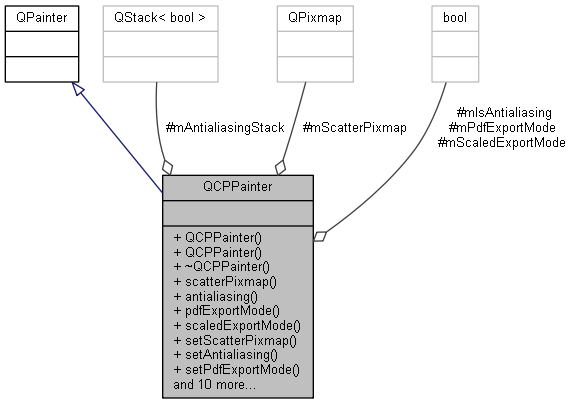 QPainter
QStack< bool >
QPixmap
bool
#mAntialiasingStack
#mScatterPixmap
#mIsAntialiasing
#mPdfExportMode
#mScaledExportMode
QCPPainter
+ QCPPainter()
+ QCPPainter()
+ ~QCPPainter()
+ scatterPixmap()
+ antialiasing()
+ pdfExportMode()
+ scaledExportMode()
+ setScatterPixmap()
+ setAntialiasing()
+ setPdfExportMode()
and 10 more...